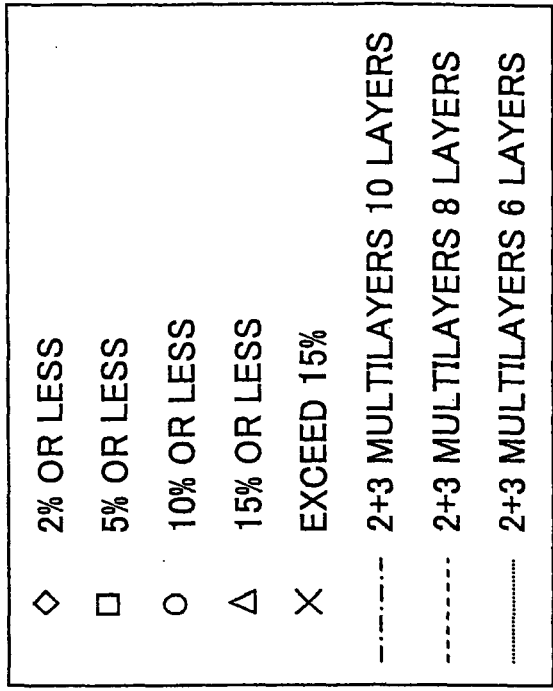 ◇ 2% OR LESS
□ 5% OR LESS
○ 10% OR LESS
△ 15% OR LESS
× EXCEED 15%
2+3 MULTILAYERS 10 LAYERS
2+3 MULTILAYERS 8 LAYERS
2+3 MULTILAYERS 6 LAYERS